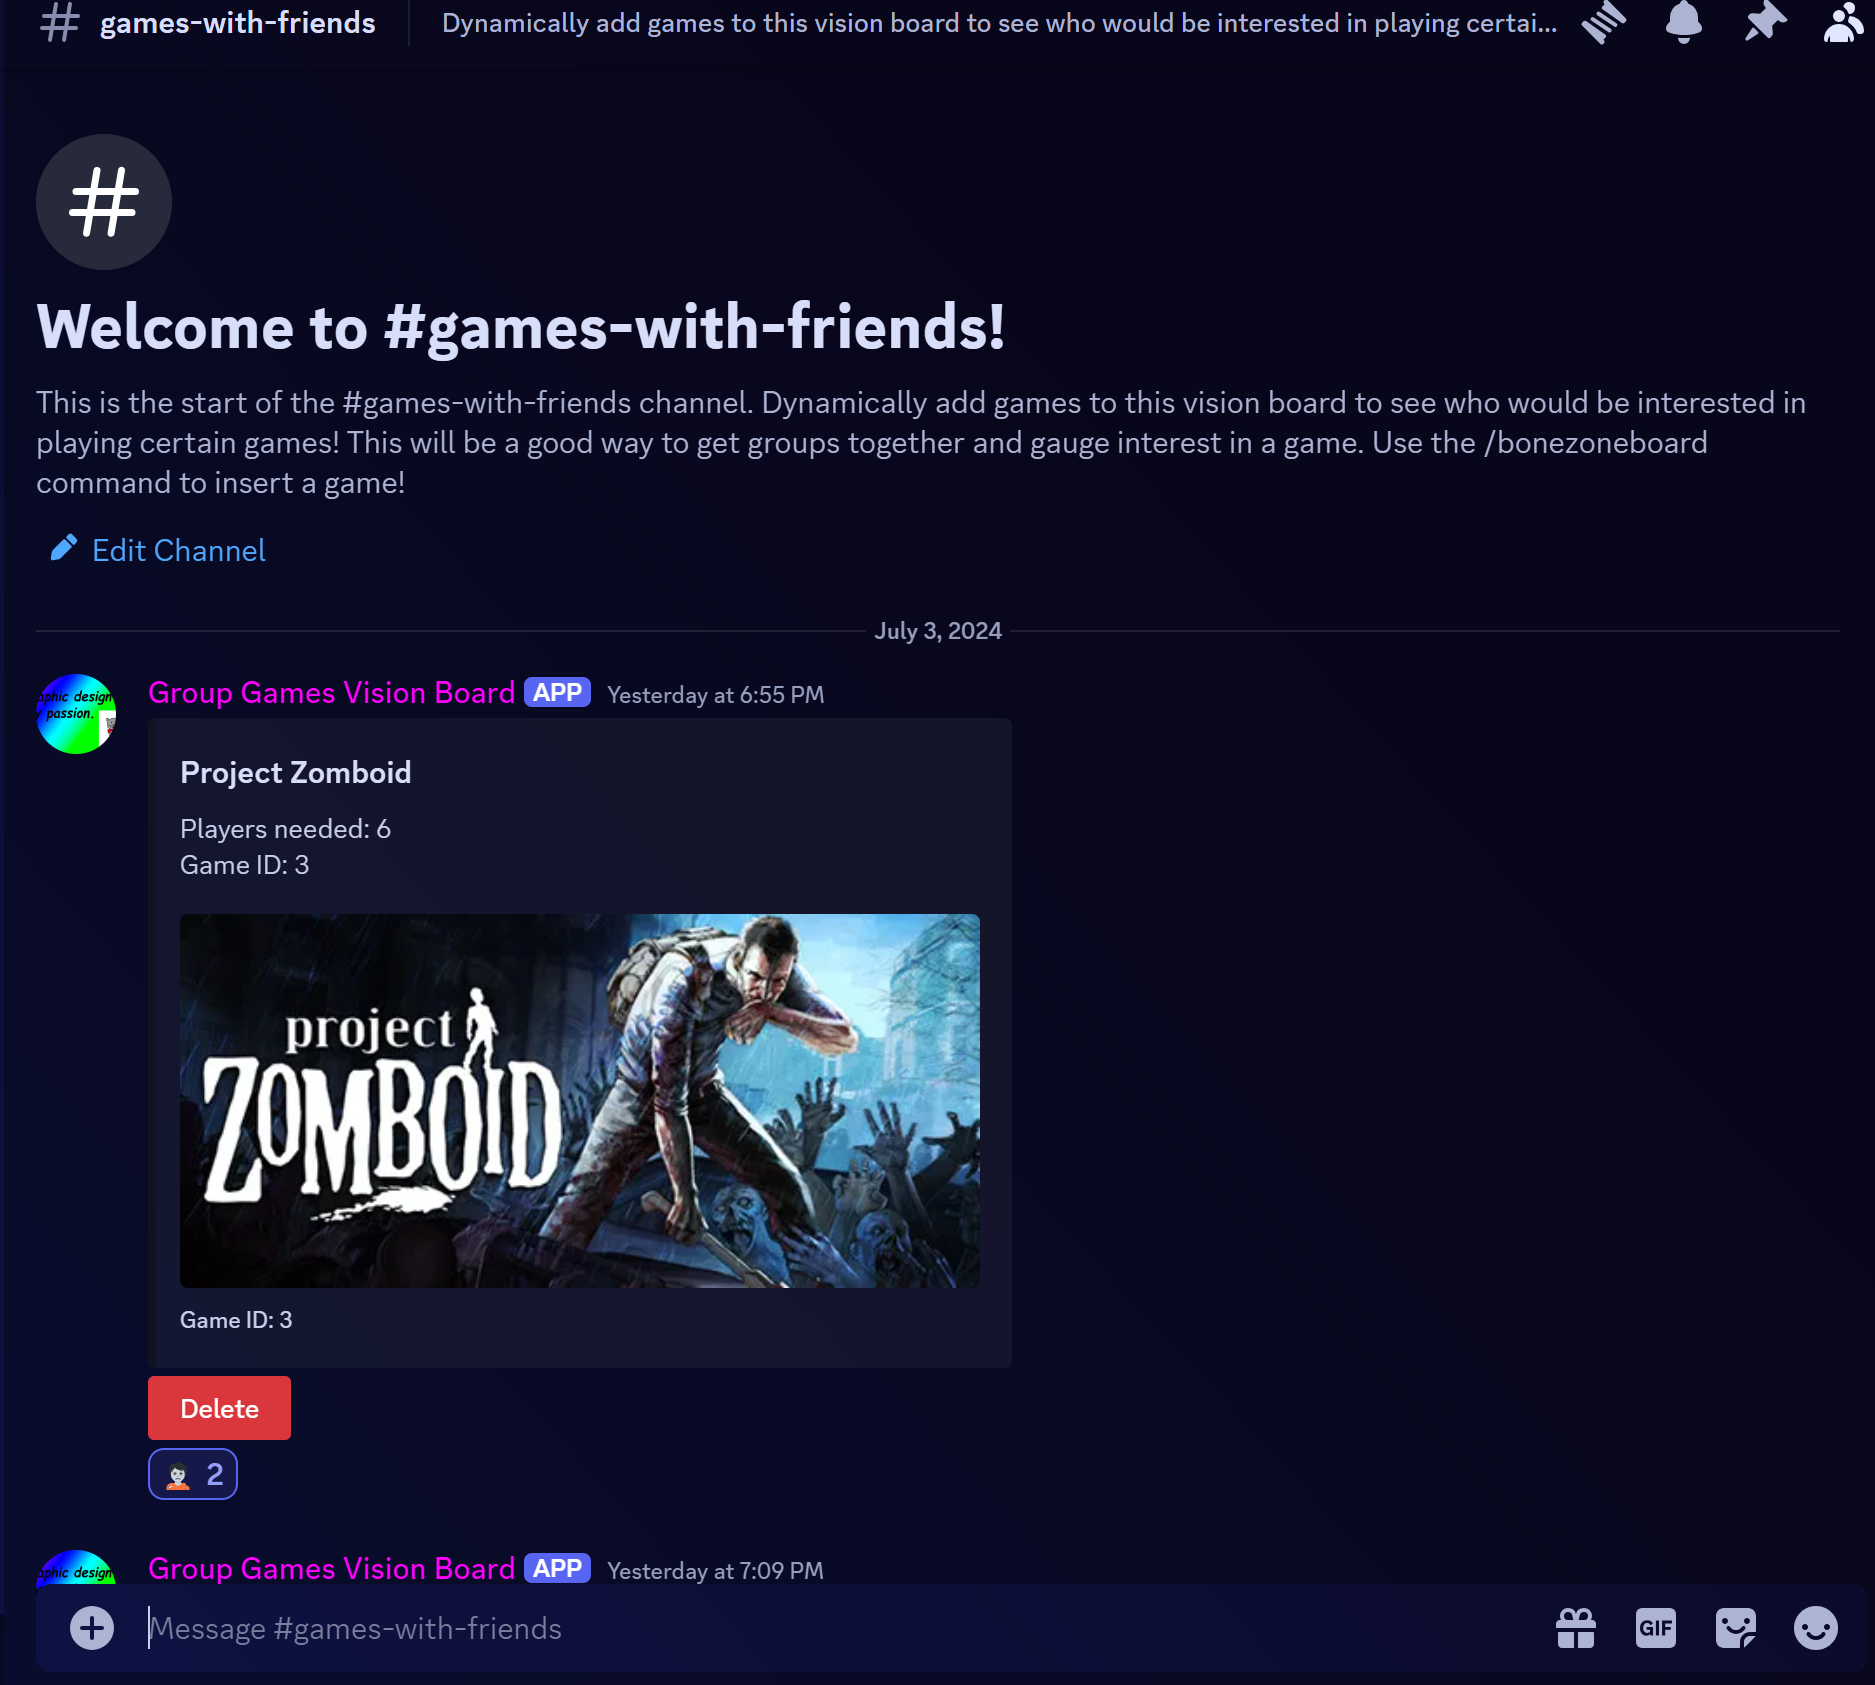 games-with-friends
Dynamically add games to this vision board to see who would be interested in playing certai...
Welcome to #games-with-friends!
This is the start of the #games-with-friends channel. Dynamically add games to this vision board to see who would be interested in
playing certain games! This will be a good way to get groups together and gauge interest in a game. Use the /bonezoneboard
command to insert a game!
Edit Channel
July 3, 2024
aphic design
passion.
Group Games Vision Board APP Yesterday at 6:55 PM
Project Zomboid
Players needed: 6
Game ID: 3
project
ZOMBOID
Game ID: 3
Delete
2
aphic design
Group Games Vision Board APP Yesterday at 7:09 PM
Message #games-with-friends
GIF